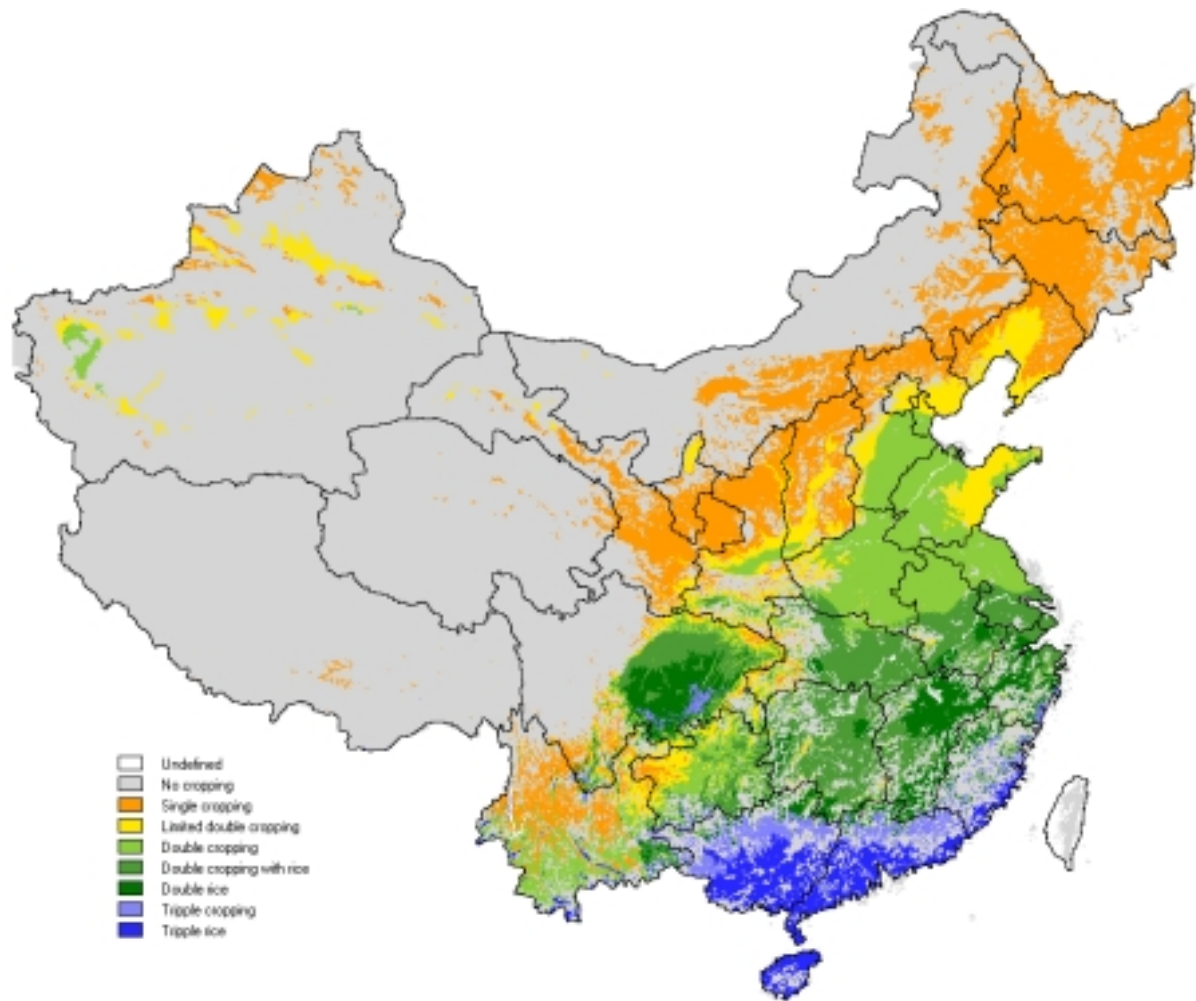 Undefined
No cropping
Single cropping
Limited double cropping
Double cropping
Double cropping with rice
Double rice
Tripple cropping
Tripple rice